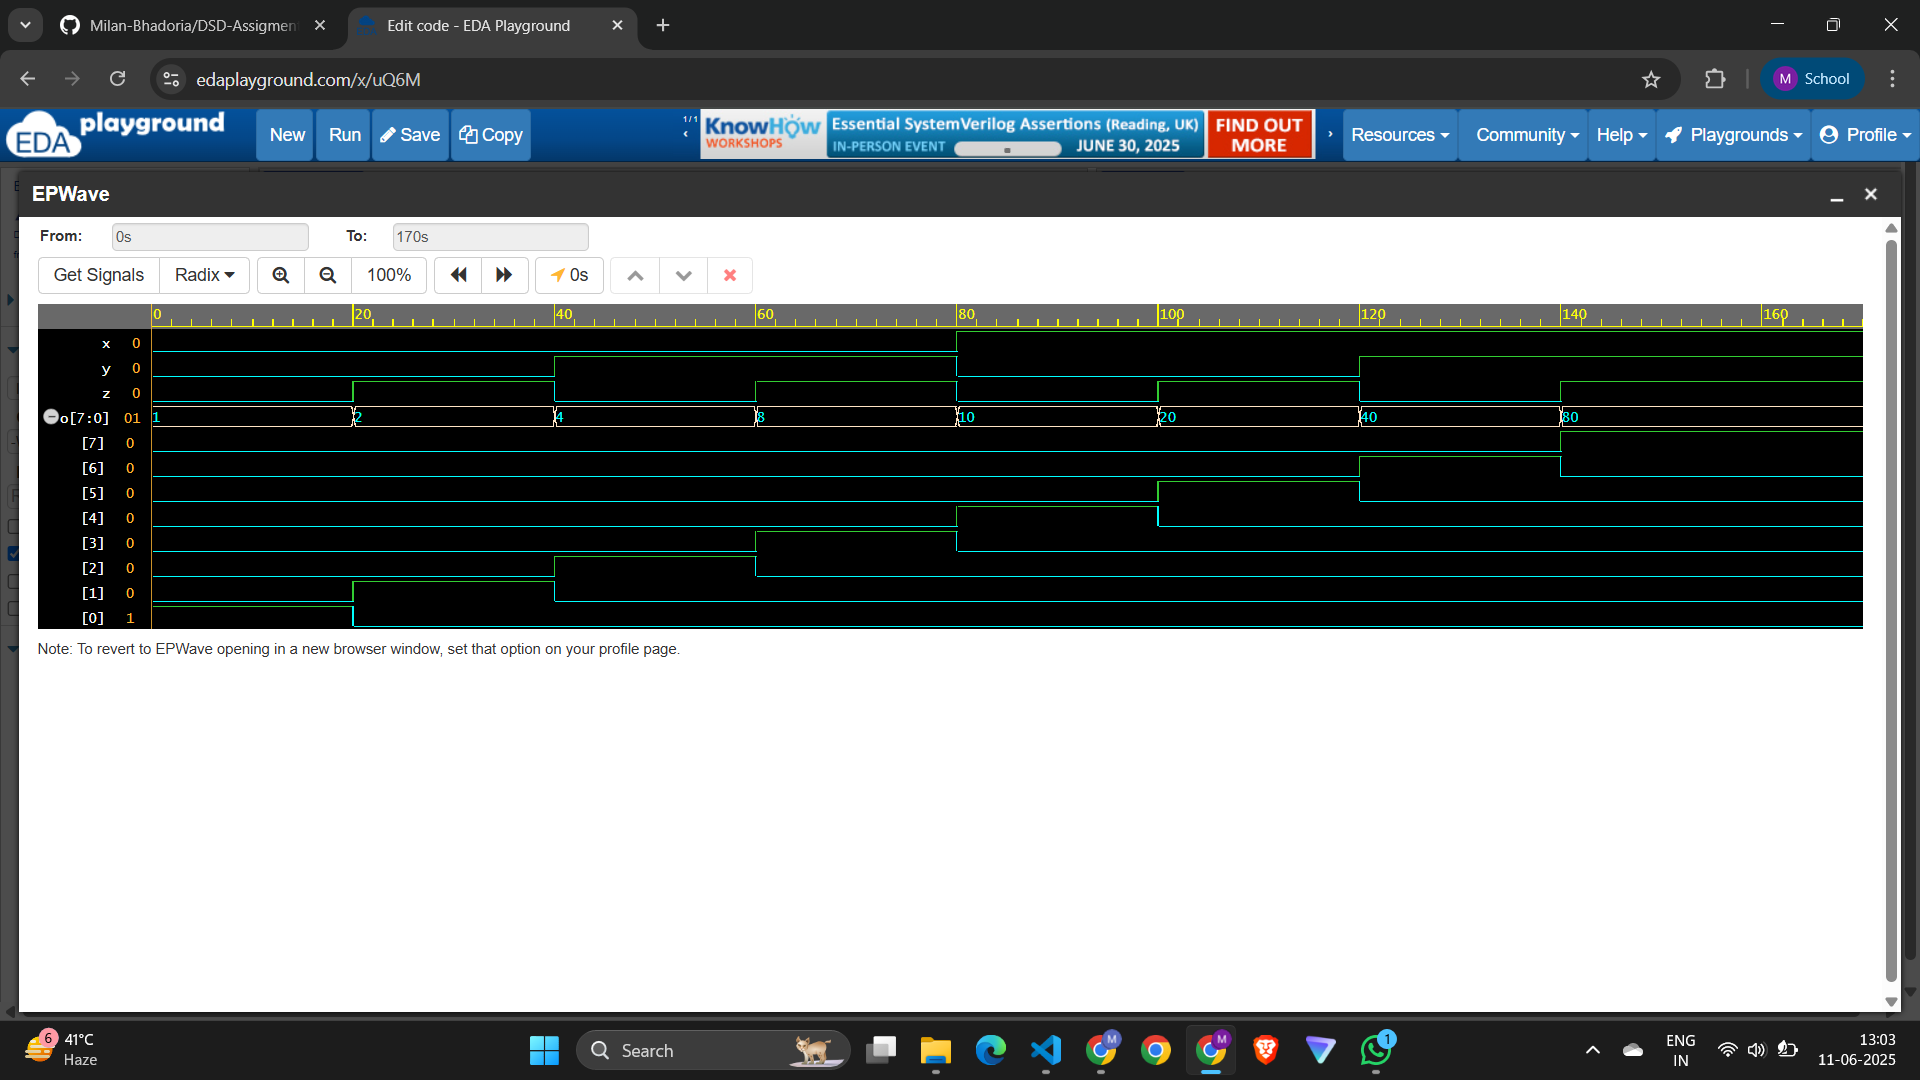 Milan-Bhadoria/DSD-Assigmen
Edit code - EDA Playground
edaplayground.com/x/uQ6M
M School
EDA playground
New Run Save Copy
1/1
KnowHow WORKSHOPS
Essential SystemVerilog Assertions (Reading, UK)
IN-PERSON EVENT JUNE 30, 2025
FIND OUT MORE
Resources Community Help Playgrounds Profile
EPWave
From: 0s To: 170s
Get Signals Radix 100% 0s
0 20 40 60 80 100 120 140 160
x 0
y 0
z 0
o[7:0] 01 1 2 4 8 10 20 40 80
[7] 0
[6] 0
[5] 0
[4] 0
[3] 0
[2] 0
[1] 0
[0] 1
Note: To revert to EPWave opening in a new browser window, set that option on your profile page.
6 41°C
Haze
Search
M
M
1
ENG
IN
13:03
11-06-2025